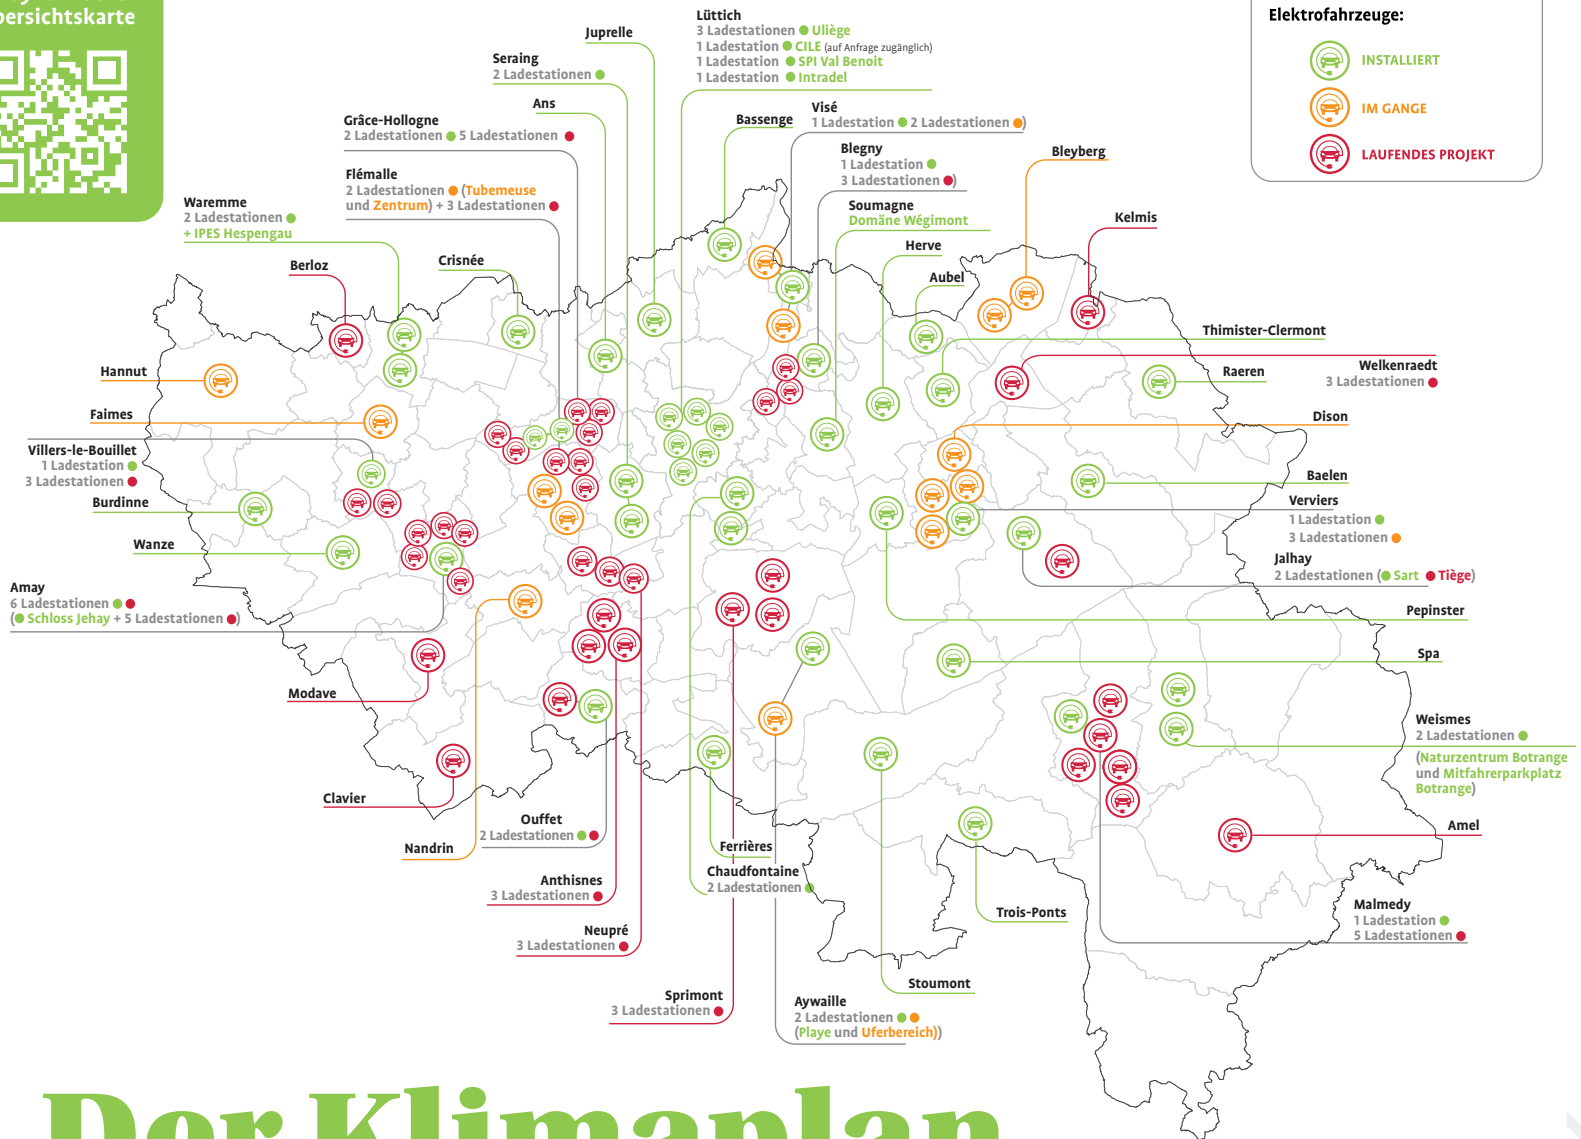 bersichtskarte
Elektrofahrzeuge:
INSTALLIERT
IM GANGE
LAUFENDES PROJEKT
Lüttich
3 Ladestationen Uliège
1 Ladestation CILE (auf Anfrage zugänglich)
1 Ladestation SPI Val Benoit
1 Ladestation Intradel
Juprelle
Seraing
2 Ladestationen
Ans
Grâce-Hollogne
2 Ladestationen 5 Ladestationen
Flémalle
2 Ladestationen (Tubemeuse
und Zentrum) + 3 Ladestationen
Waremme
2 Ladestationen
+ IPES Hespengau
Berloz
Crisnée
Bassenge
Visé
1 Ladestation 2 Ladestationen )
Blegny
1 Ladestation
3 Ladestationen )
Soumagne
Domäne Wégimont
Herve
Aubel
Bleyberg
Kelmis
Thimister-Clermont
Welkenraedt
3 Ladestationen
Raeren
Dison
Baelen
Verviers
1 Ladestation
3 Ladestationen
Jalhay
2 Ladestationen ( Sart Tiège)
Pepinster
Spa
Weismes
2 Ladestationen
(Naturzentrum Botrange
und Mitfahrerparkplatz
Botrange)
Amel
Malmedy
1 Ladestation
5 Ladestationen
Hannut
Faimes
Villers-le-Bouillet
1 Ladestation
3 Ladestationen
Burdinne
Wanze
Amay
6 Ladestationen
( Schloss Jehay + 5 Ladestationen )
Modave
Clavier
Nandrin
Ouffet
2 Ladestationen
Anthisnes
3 Ladestationen
Neupré
3 Ladestationen
Sprimont
3 Ladestationen
Ferrières
Chaudfontaine
2 Ladestationen
Aywaille
2 Ladestationen
(Playe und Uferbereich))
Stoumont
Trois-Ponts
Der Klimaplan